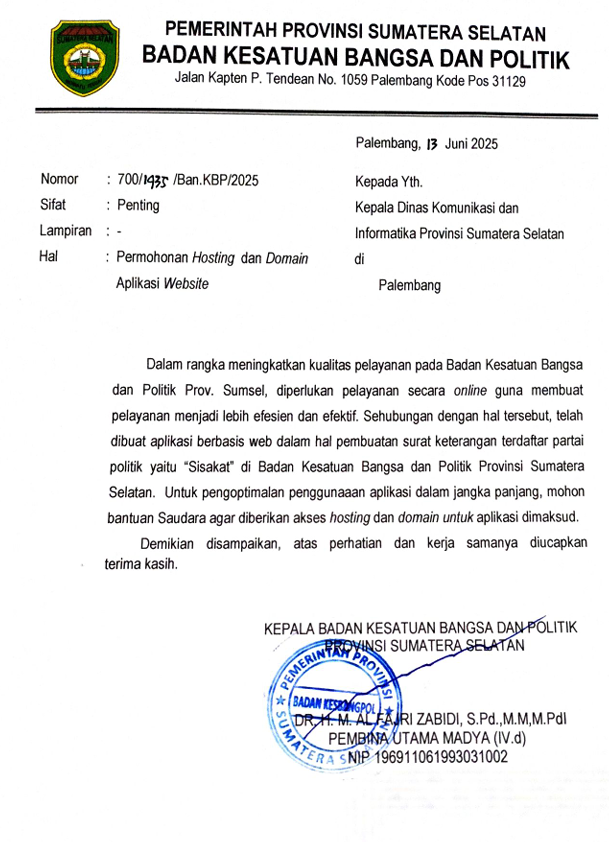 SUMATERA SELATAN
PEMERINTAH PROVINSI SUMATERA SELATAN
BADAN KESATUAN BANGSA DAN POLITIK
Jalan Kapten P. Tendean No. 1059 Palembang Kode Pos 31129
Palembang, 13 Juni 2025
Nomor : 700/1435 /Ban.KBP/2025
Sifat : Penting
Lampiran : -
Hal : Permohonan Hosting dan Domain
Aplikasi Website
Kepada Yth.
Kepala Dinas Komunikasi dan
Informatika Provinsi Sumatera Selatan
di
Palembang
Dalam rangka meningkatkan kualitas pelayanan pada Badan Kesatuan Bangsa
dan Politik Prov. Sumsel, diperlukan pelayanan secara online guna membuat
pelayanan menjadi lebih efesien dan efektif. Sehubungan dengan hal tersebut, telah
dibuat aplikasi berbasis web dalam hal pembuatan surat keterangan terdaftar partai
politik yaitu “Sisakat” di Badan Kesatuan Bangsa dan Politik Provinsi Sumatera
Selatan. Untuk pengoptimalan penggunaaan aplikasi dalam jangka panjang, mohon
bantuan Saudara agar diberikan akses hosting dan domain untuk aplikasi dimaksud.
Demikian disampaikan, atas perhatian dan kerja samanya diucapkan
terima kasih.
KEPALA BADAN KESATUAN BANGSA DAN POLITIK
PROVINSI SUMATERA SELATAN
PEMERINTAH PROVINSI
BADAN KESBANGPOL
SUMATERA SELATAN
DR. H. M. AL FAJRI ZABIDI, S.Pd.,M.M,M.PdI
PEMBINA UTAMA MADYA (IV.d)
NIP 196911061993031002